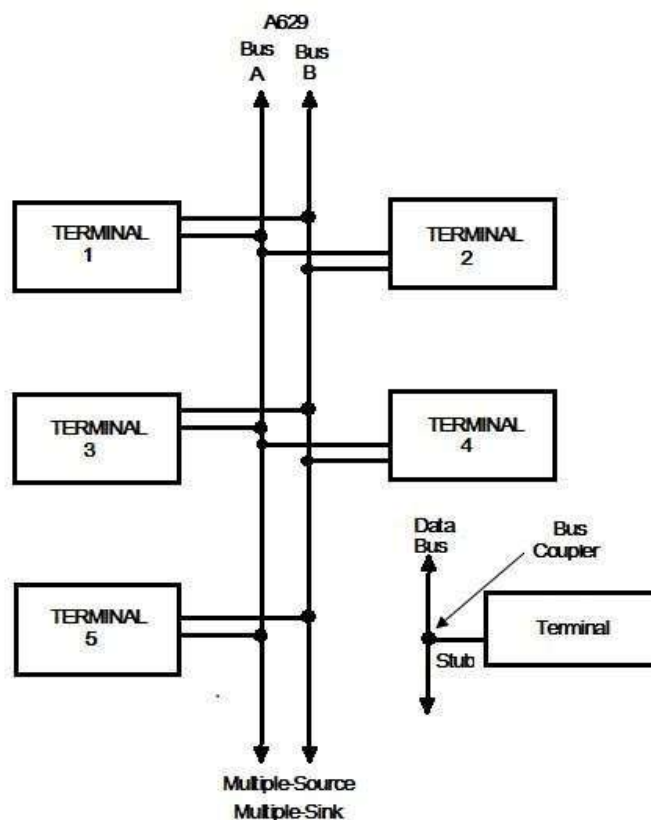 A629
Bus
A
Bus
B
TERMINAL
1
TERMINAL
2
TERMINAL
3
TERMINAL
4
TERMINAL
5
Data
Bus
Bus
Coupler
Stub
Terminal
Multiple-Source
Multiple-Sink